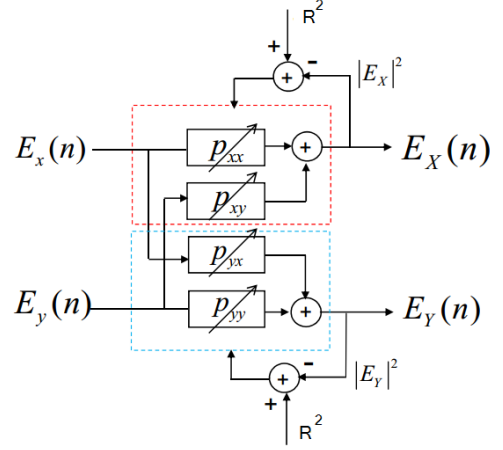 R²
+
-
+
|E_X|²
E_x(n)
p_xx
+
E_X(n)
p_xy
p_yx
E_y(n)
p_yy
+
E_Y(n)
-
|E_Y|²
+
+
R²